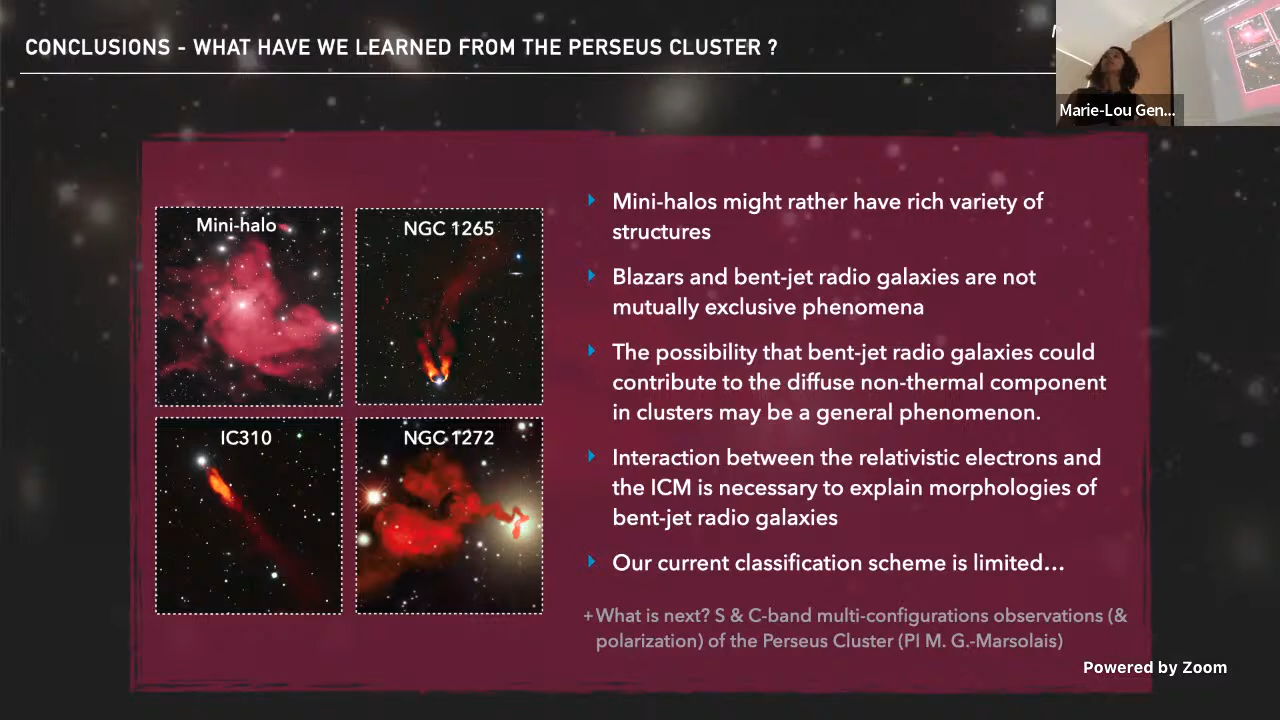 CONCLUSIONS - WHAT HAVE WE LEARNED FROM THE PERSEUS CLUSTER ?
Marie-Lou Gen...
Mini-halo
NGC 1265
IC310
NGC 1272
Mini-halos might rather have rich variety of
structures
Blazars and bent-jet radio galaxies are not
mutually exclusive phenomena
The possibility that bent-jet radio galaxies could
contribute to the diffuse non-thermal component
in clusters may be a general phenomenon.
Interaction between the relativistic electrons and
the ICM is necessary to explain morphologies of
bent-jet radio galaxies
Our current classification scheme is limited...
+What is next? S & C-band multi-configurations observations (&
polarization) of the Perseus Cluster (PI M. G.-Marsolais)
Powered by Zoom